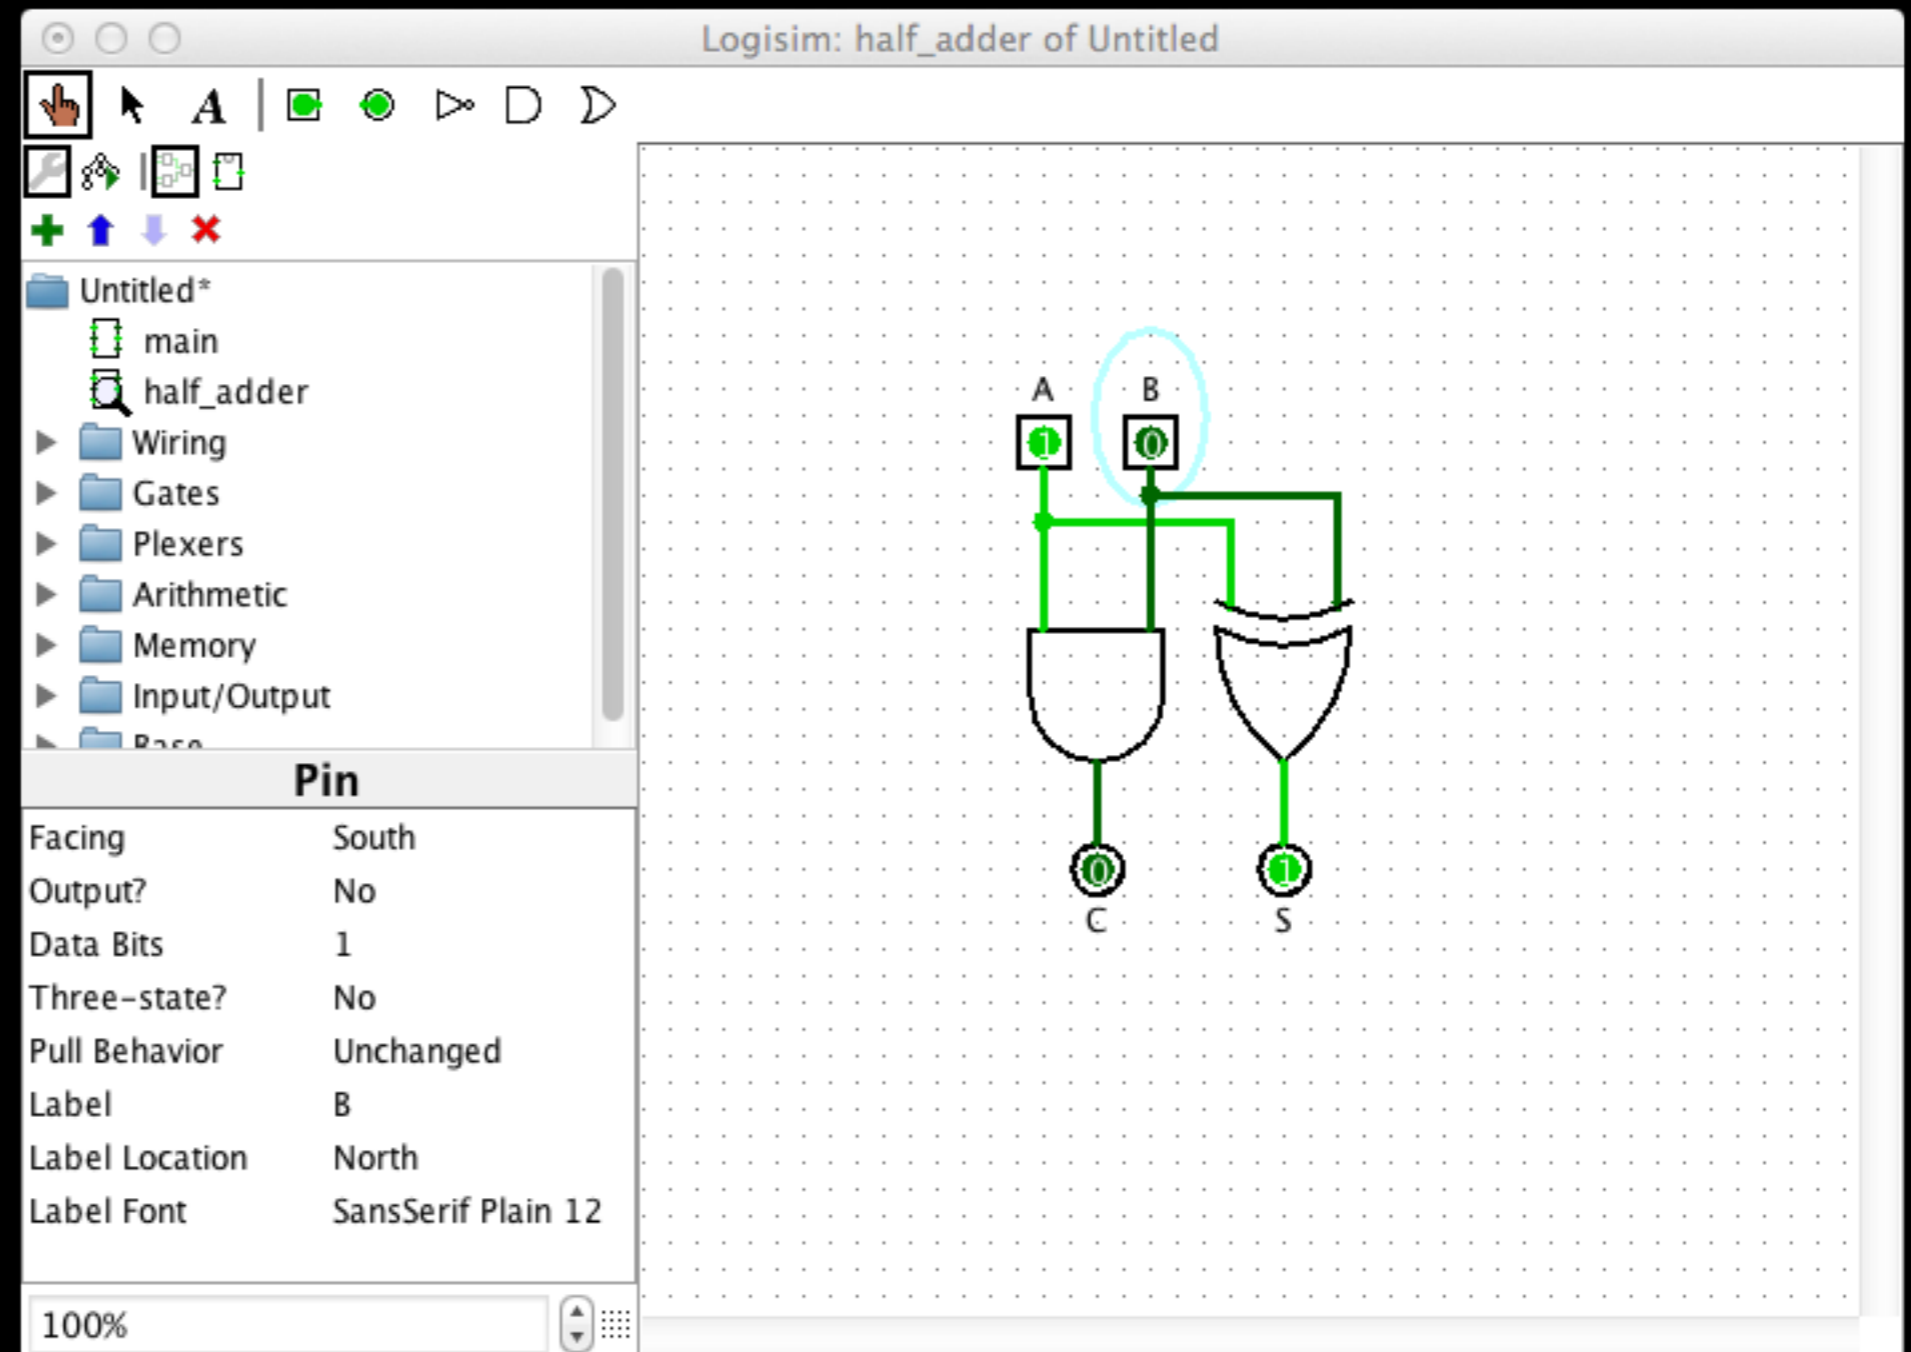 Logisim: half_adder of Untitled
A
Untitled*
main
half_adder
Wiring
Gates
Plexers
Arithmetic
Memory
Input/Output
Base
Pin
Facing South
Output? No
Data Bits 1
Three-state? No
Pull Behavior Unchanged
Label B
Label Location North
Label Font SansSerif Plain 12
100%
A B
1 0
0 1
C S